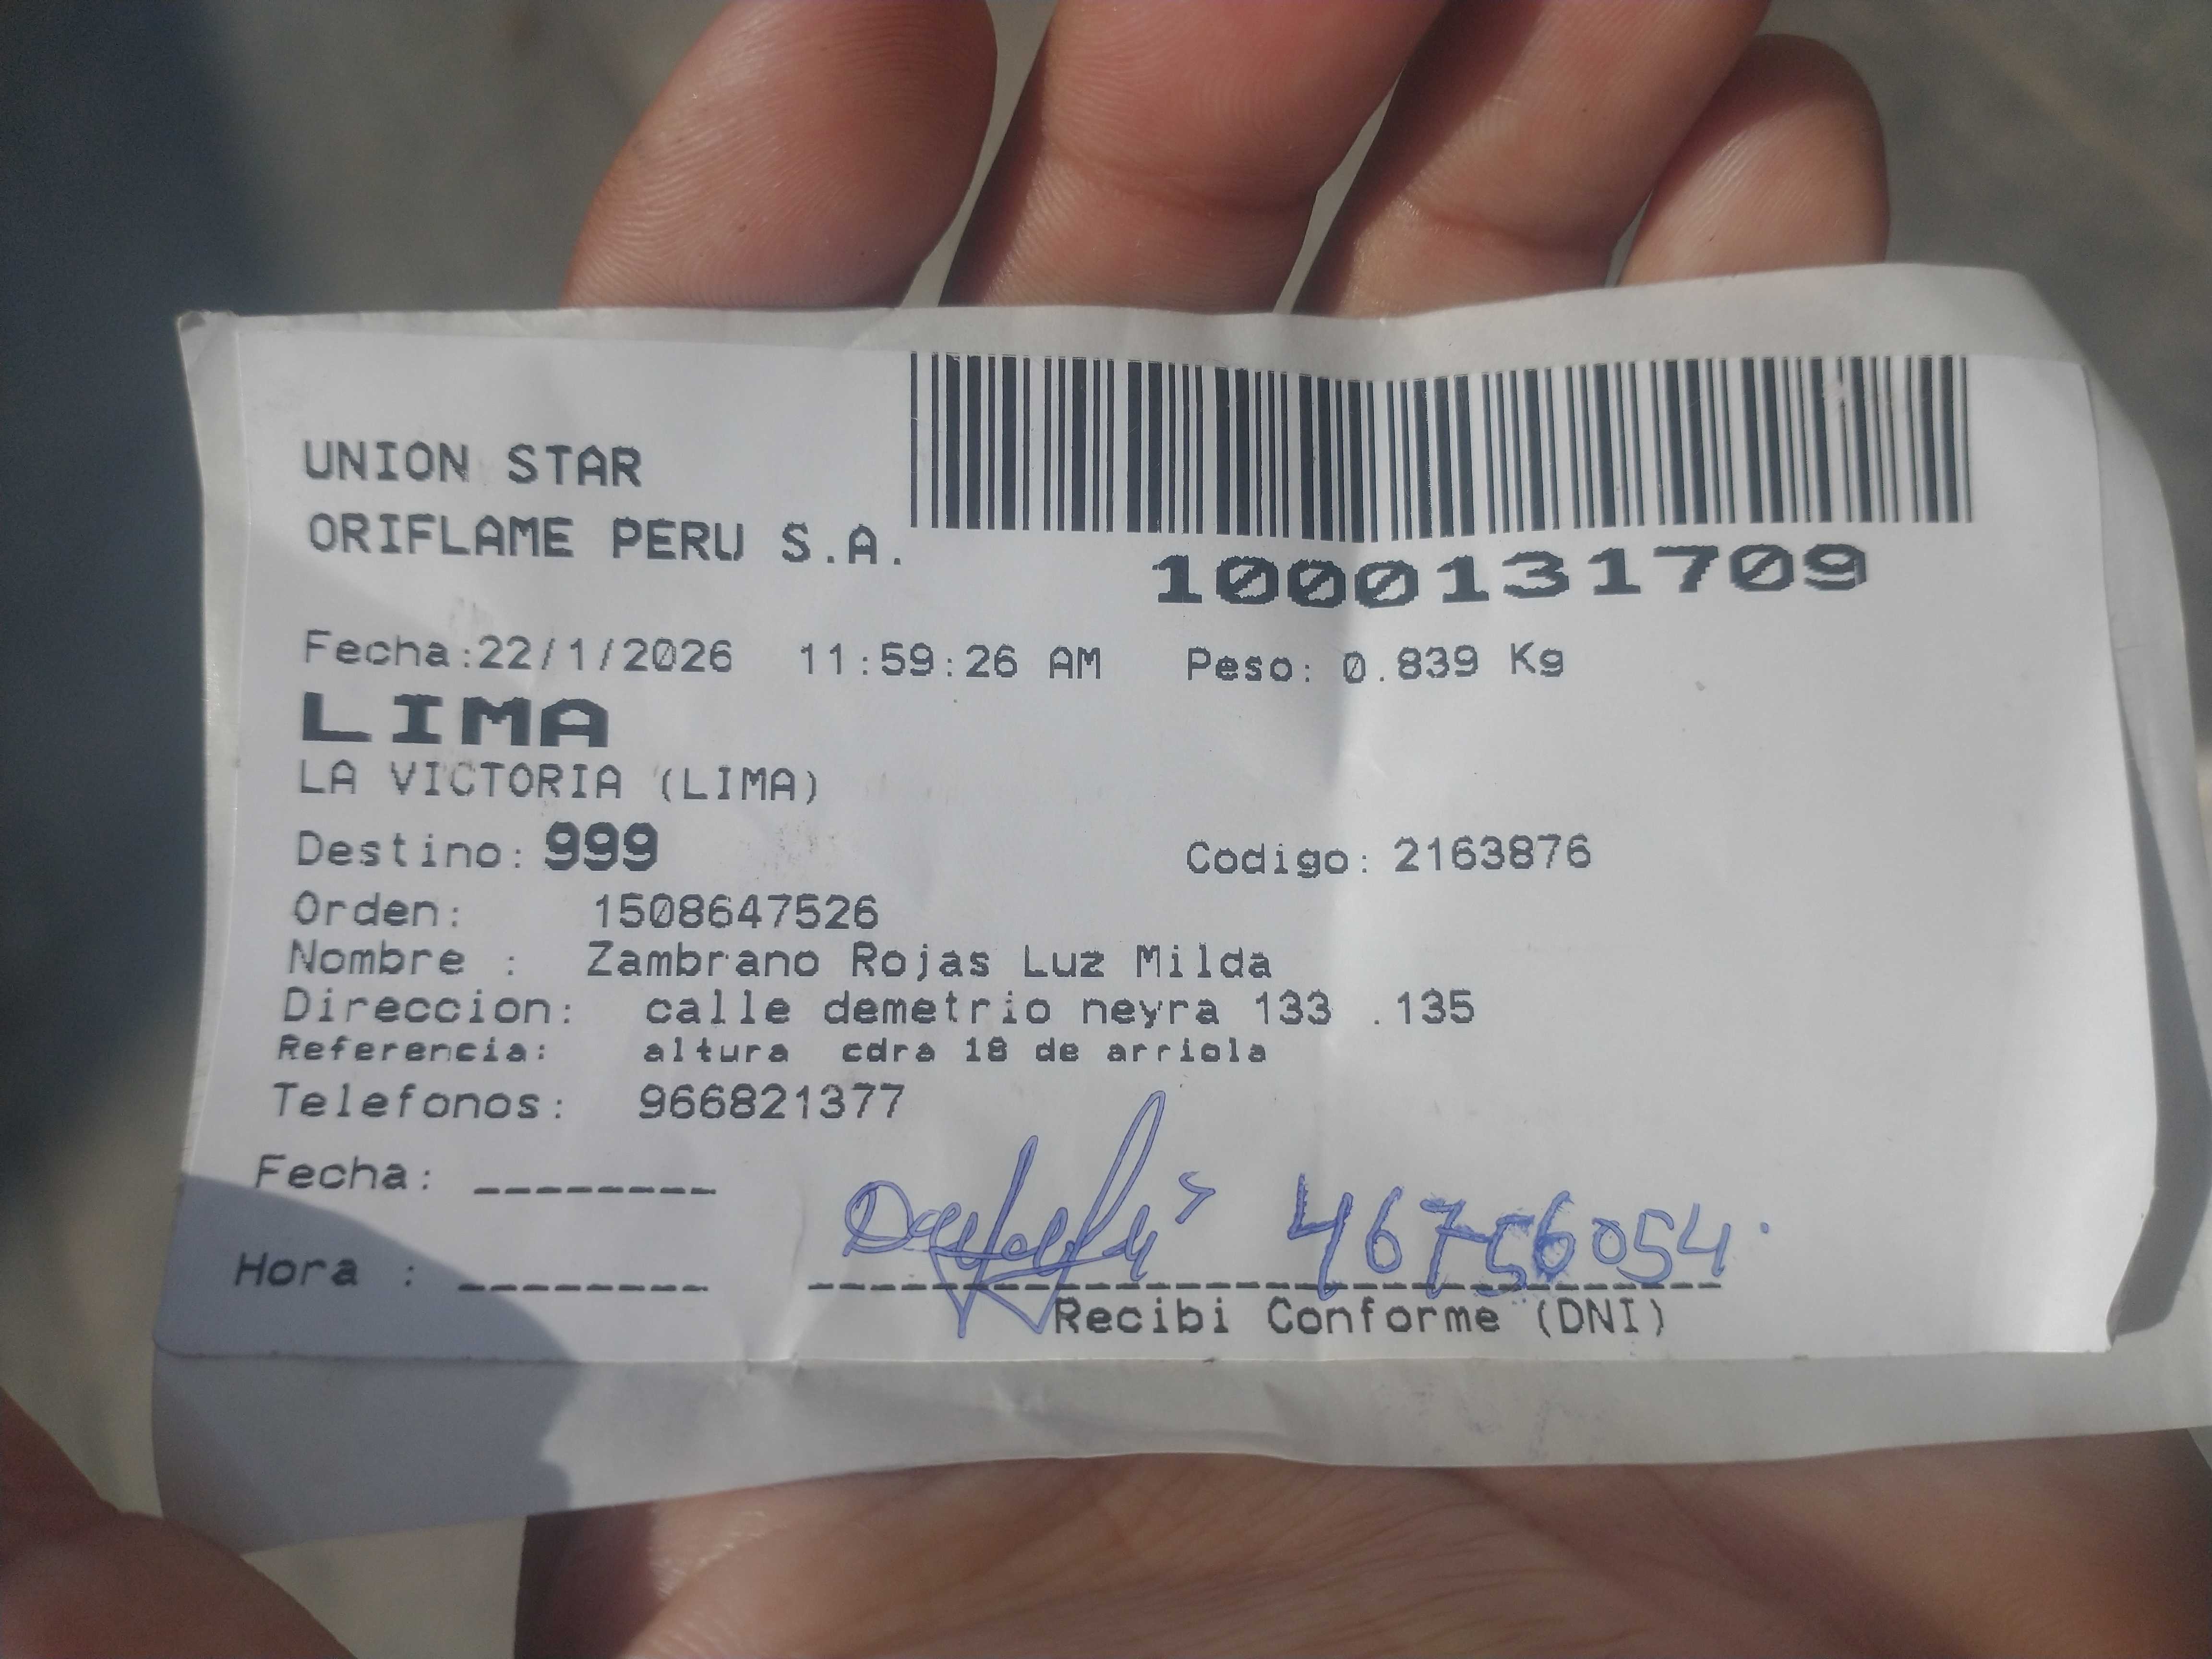 UNION STAR
ORIFLAME PERU S.A.
1000131709
Fecha:22/1/2026 11:59:26 AM Peso: 0.839 Kg
LIMA
LA VICTORIA (LIMA)
Destino: 999 Codigo: 2163876
Orden: 1508647526
Nombre : Zambrano Rojas Luz Milda
Direccion: calle demetrio neyra 133 .135
Referencia: altura cdra 18 de arriola
Telefonos: 966821377
Fecha: --------
Hora : --------
46756054.
Recibi Conforme (DNI)